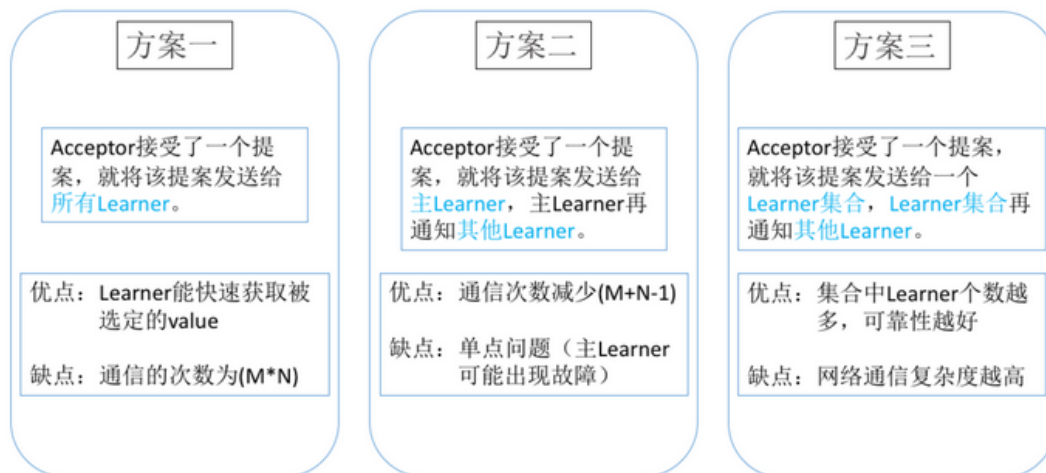 方案一
Acceptor接受了一个提
案，就将该提案发送给
所有Learner。
优点：Learner能快速获取被
选定的value
缺点：通信的次数为(M*N)
方案二
Acceptor接受了一个提
案，就将该提案发送给
主Learner，主Learner再
通知其他Learner。
优点：通信次数减少(M+N-1)
缺点：单点问题（主Learner
可能出现故障）
方案三
Acceptor接受了一个提案，
就将该提案发送给一个
Learner集合，Learner集合再
通知其他Learner。
优点：集合中Learner个数越
多，可靠性越好
缺点：网络通信复杂度越高